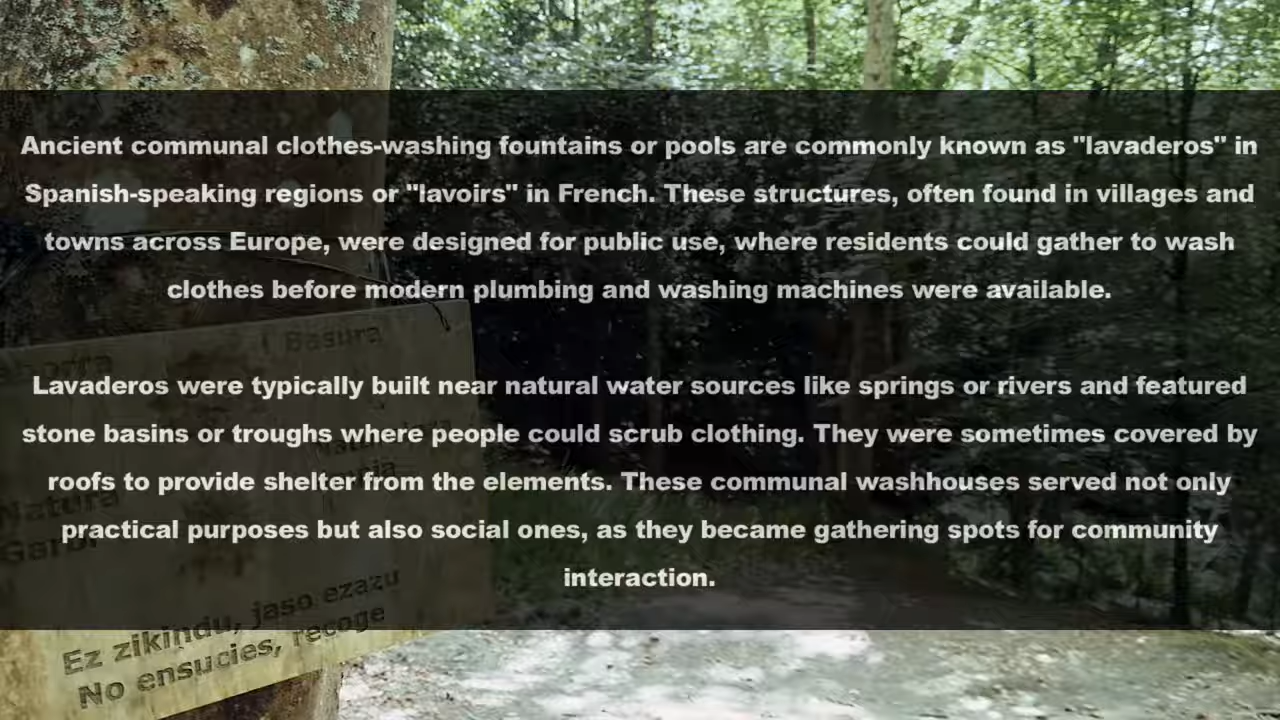 Ancient communal clothes-washing fountains or pools are commonly known as "lavaderos" in
Spanish-speaking regions or "lavoirs" in French. These structures, often found in villages and
towns across Europe, were designed for public use, where residents could gather to wash
clothes before modern plumbing and washing machines were available.
Lavaderos were typically built near natural water sources like springs or rivers and featured
stone basins or troughs where people could scrub clothing. They were sometimes covered by
roofs to provide shelter from the elements. These communal washhouses served not only
practical purposes but also social ones, as they became gathering spots for community
interaction.
Basura
Natura
Ez zikindu, jaso ezazu
No ensucies, recoge